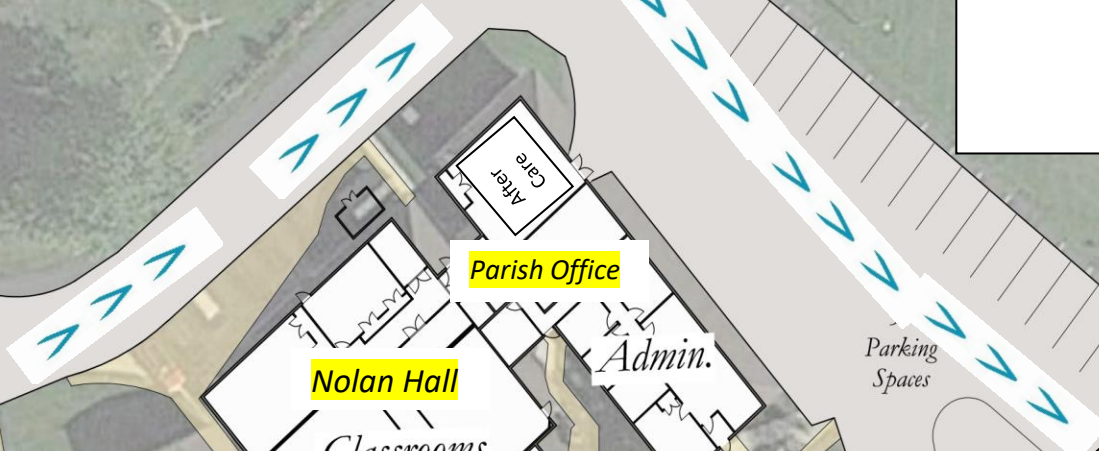 After
Care
Parish Office
Nolan Hall
Admin.
Parking
Spaces
Classrooms